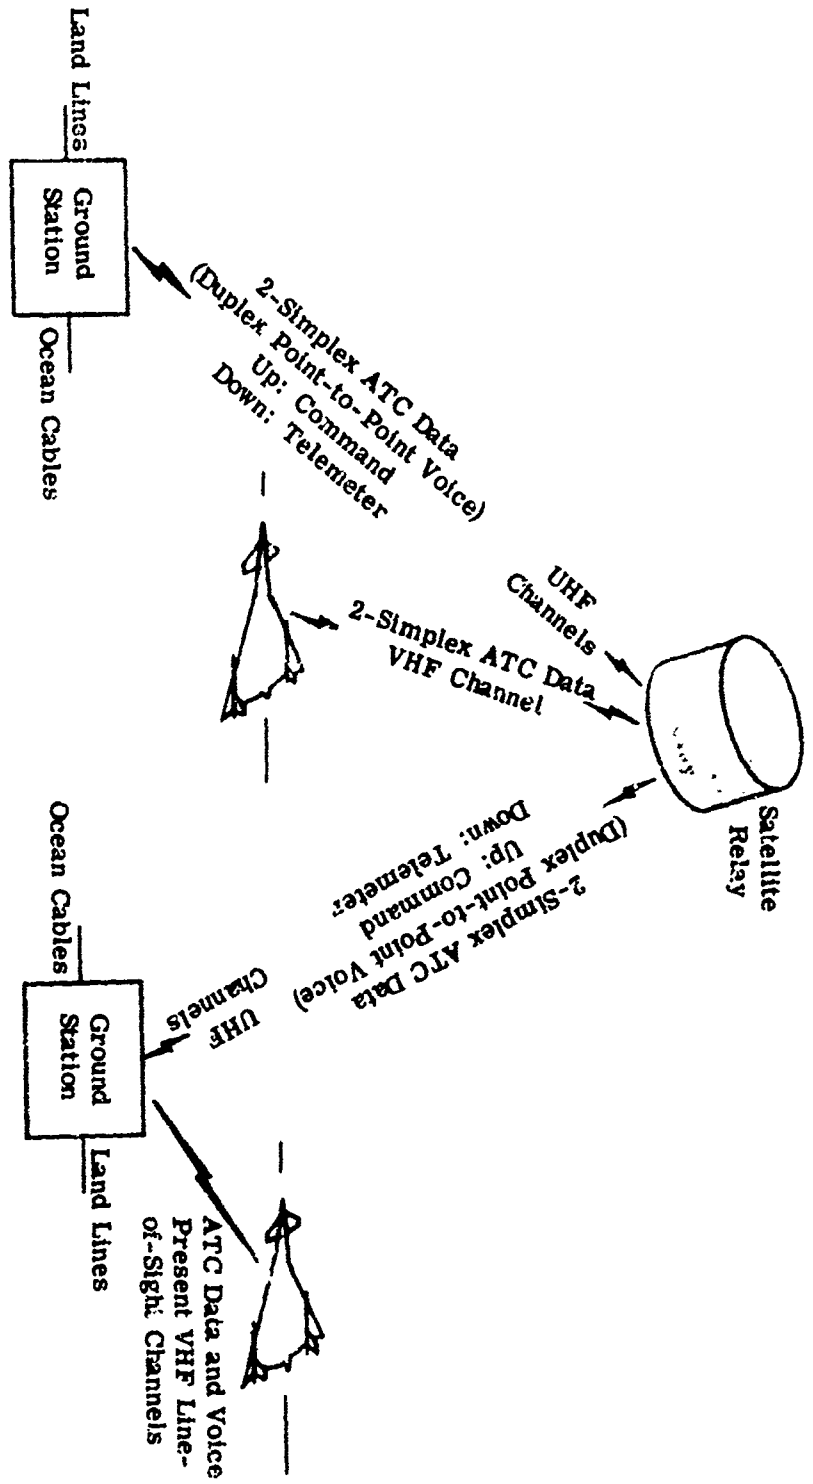 Satellite
Relay
UHF
Channels
2-Simplex ATC Data
(Duplex Point-to-Point Voice)
Up: Command
Down: Telemeter
2-Simplex ATC Data
VHF Channel
2-Simplex ATC Data
(Duplex Point-to-Point Voice)
Up: Command
Down: Telemeter
UHF
Channels
Land Lines
Ground
Station
Ocean Cables
Ocean Cables
Ground
Station
Land Lines
ATC Data and Voice
Present VHF Line-
of-Sight Channels